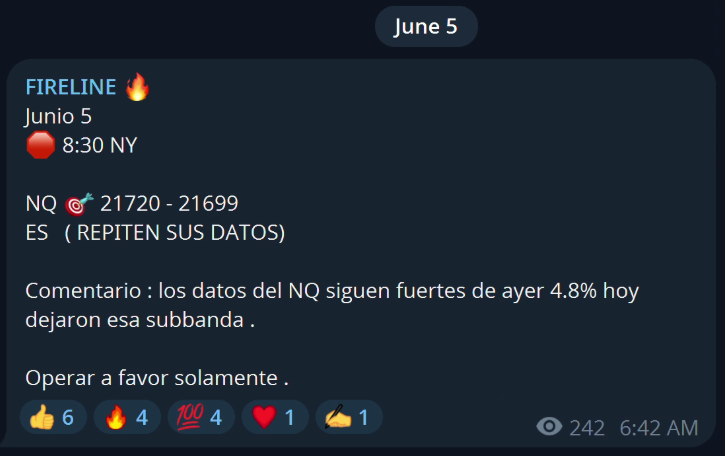 June 5
FIRELINE 🔥
Junio 5
🛑 8:30 NY
NQ 🎯 21720 - 21699
ES ( REPITEN SUS DATOS)
Comentario : los datos del NQ siguen fuertes de ayer 4.8% hoy
dejaron esa subbanda .
Operar a favor solamente .
👍 6 🔥 4 💯 4 ❤️ 1 ✍️ 1
242 6:42 AM